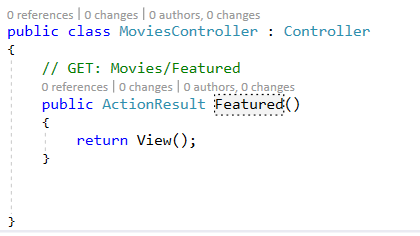 0 references | 0 changes | 0 authors, 0 changes
public class MoviesController : Controller
{
// GET: Movies/Featured
0 references | 0 changes | 0 authors, 0 changes
public ActionResult Featured()
{
return View();
}
}